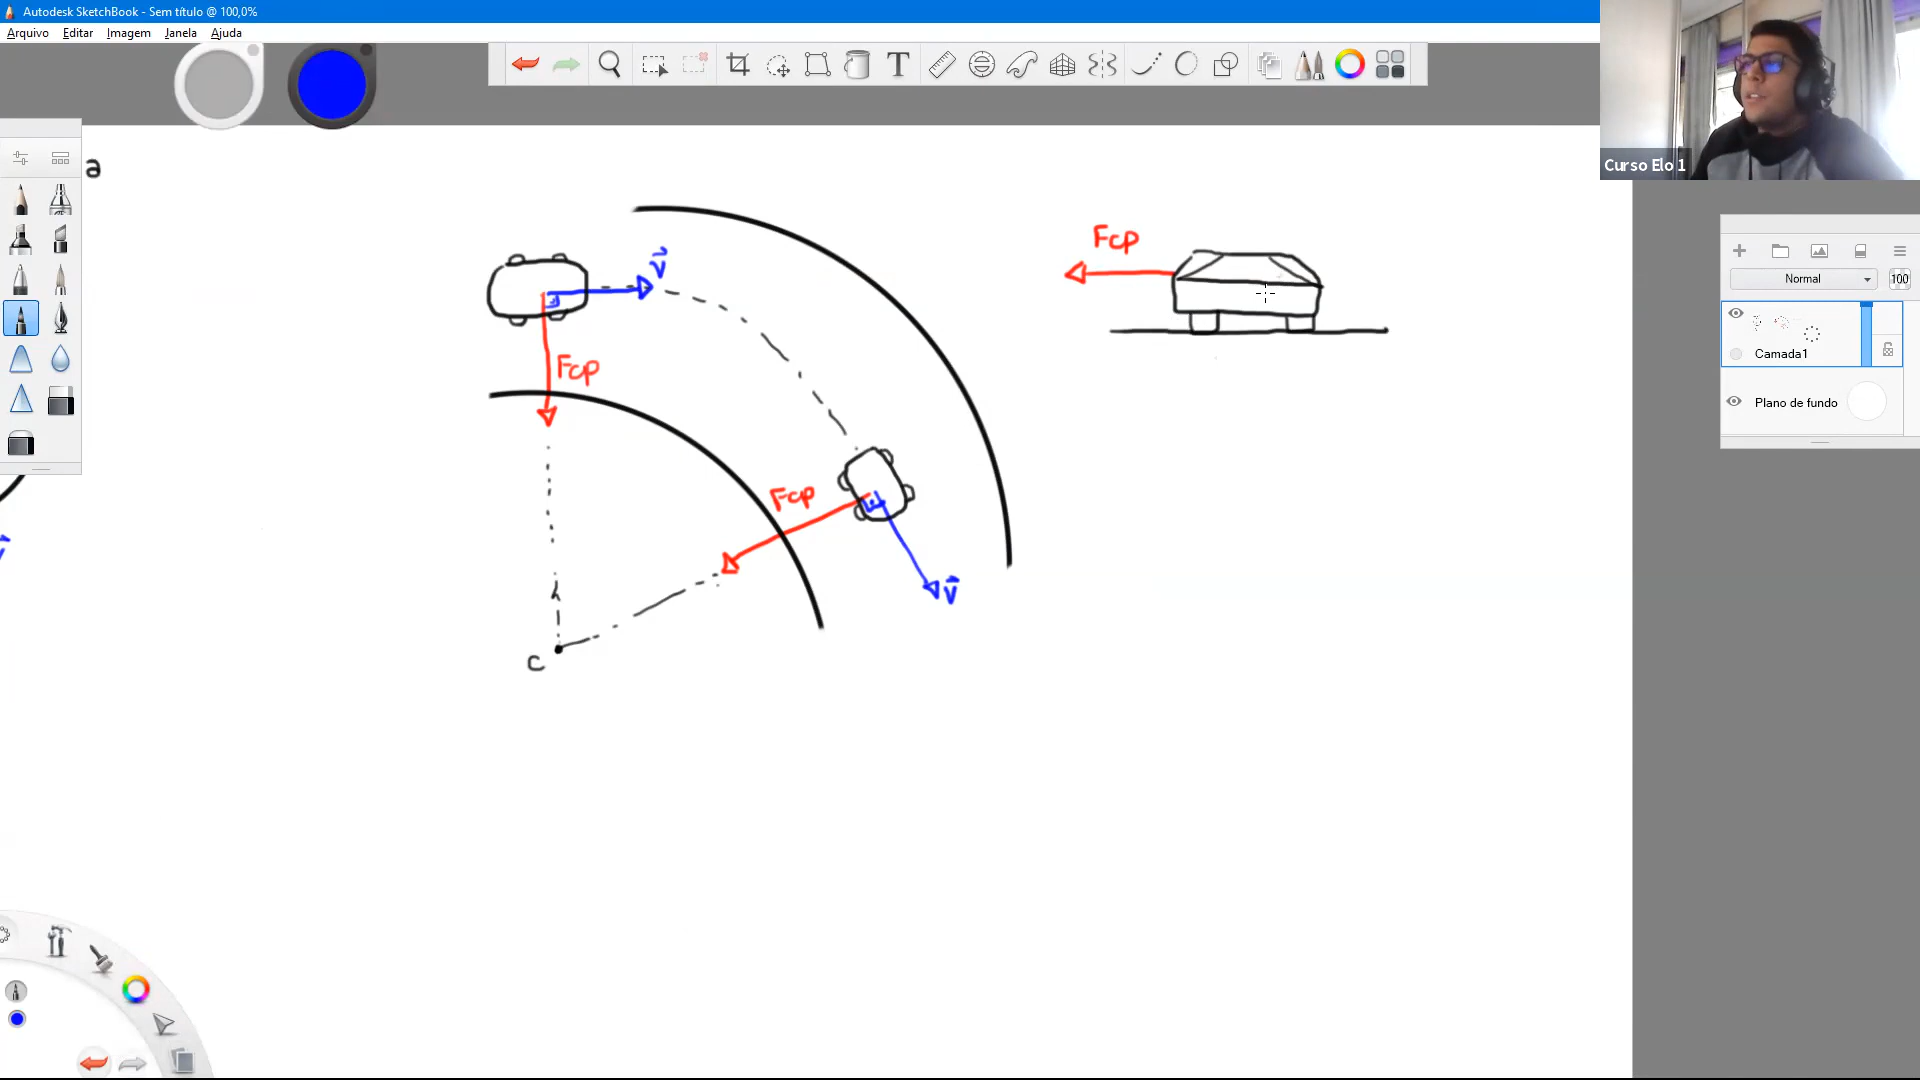 Autodesk SketchBook - Sem título @ 100,0%
Arquivo Editar Imagem Janela Ajuda
T
Curso Elo 1
a
v
Fcp
Fcp
Fcp
v
C
Normal
100
Camada1
Plano de fundo